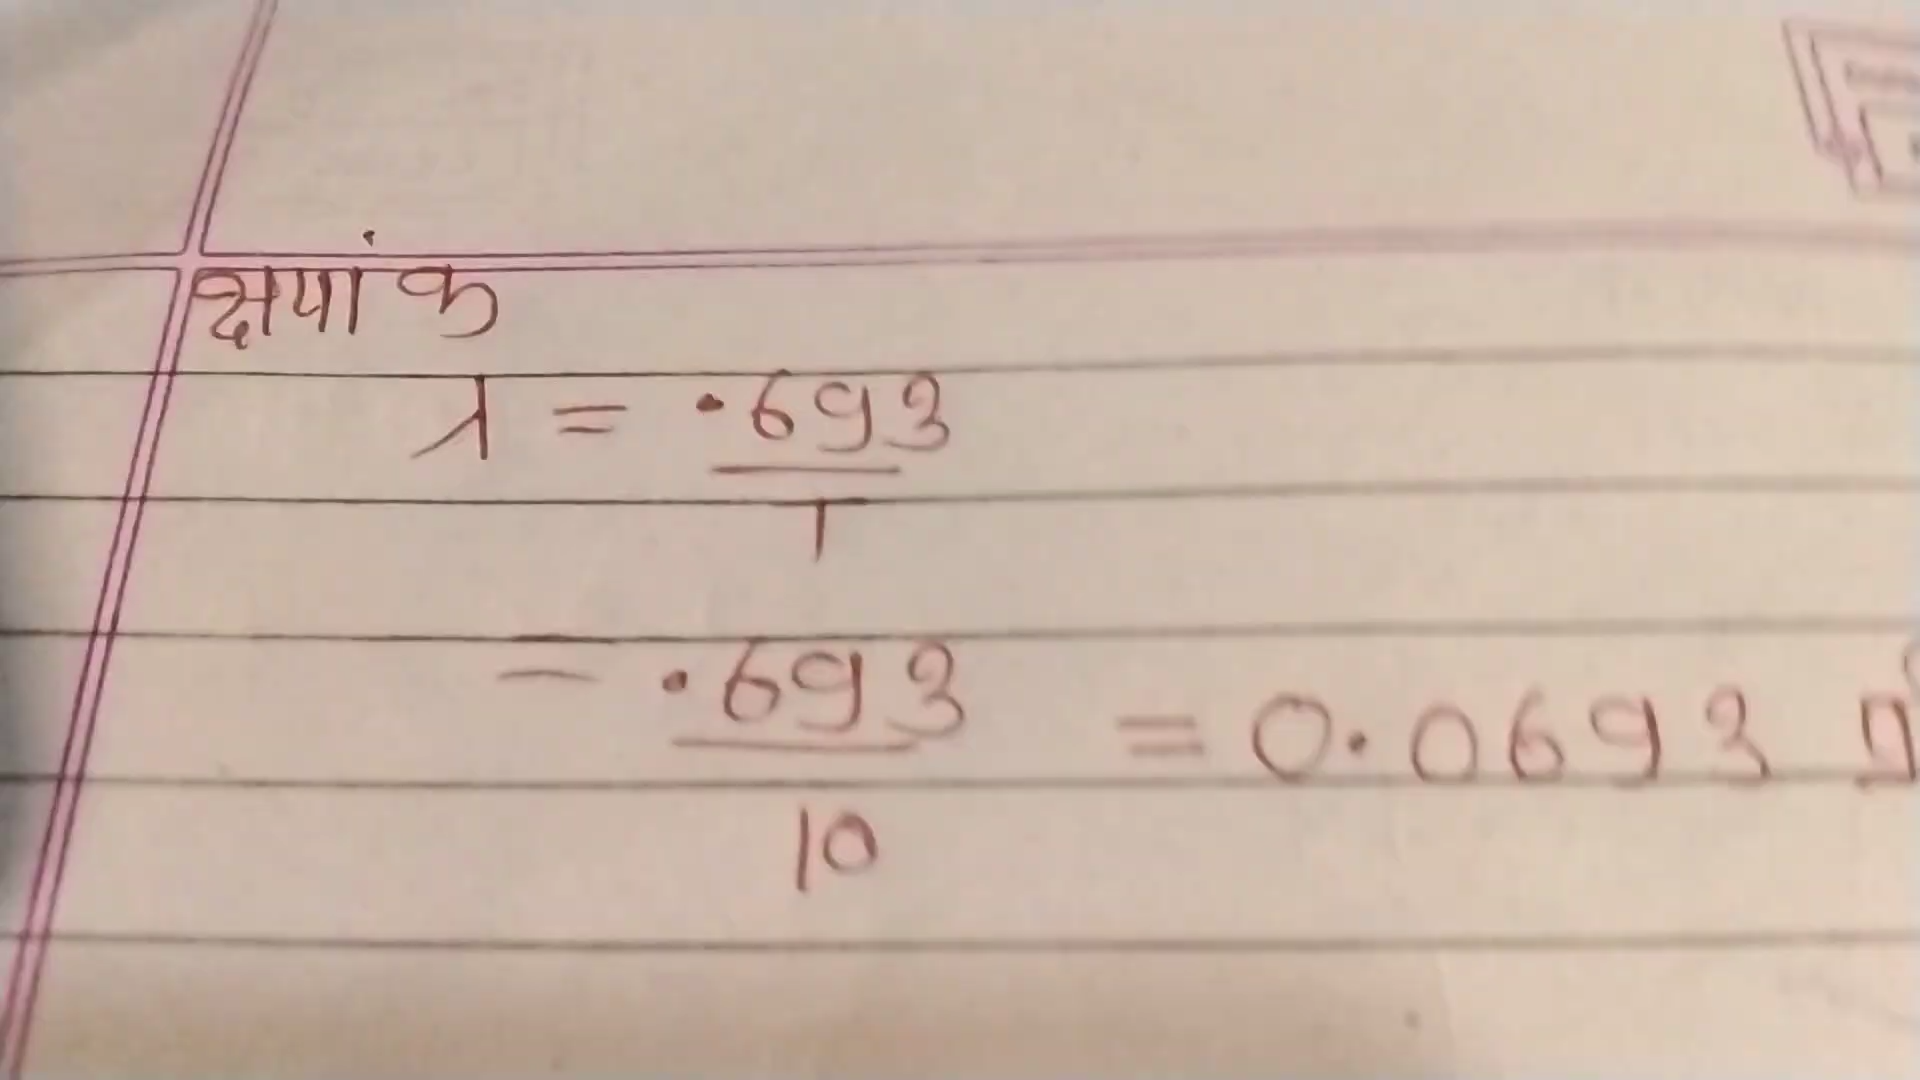 क्षयांक
λ = .693
T
= .693 = 0.0693
10